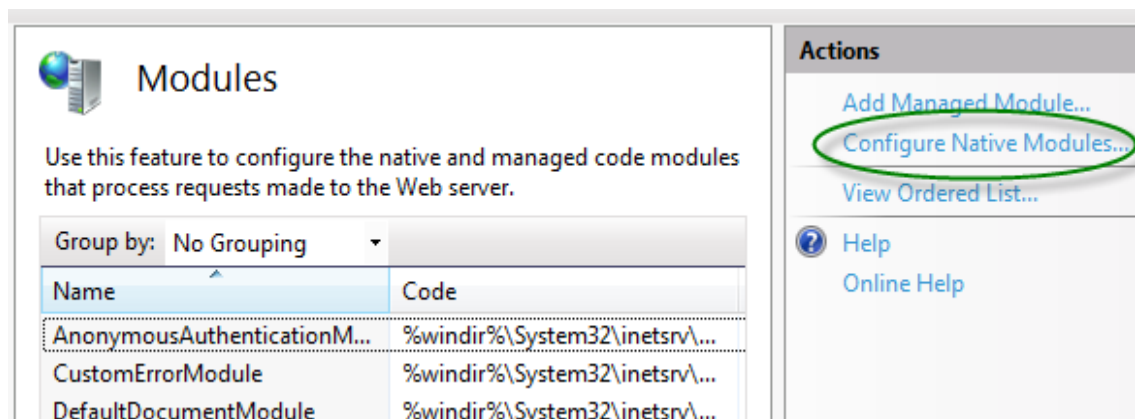 Modules
Use this feature to configure the native and managed code modules
that process requests made to the Web server.
Group by: No Grouping
Name Code
AnonymousAuthenticationM... %windir%\System32\inetsrv\...
CustomErrorModule %windir%\System32\inetsrv\...
DefaultDocumentModule %windir%\System32\inetsrv\...
Actions
Add Managed Module...
Configure Native Modules...
View Ordered List...
Help
Online Help